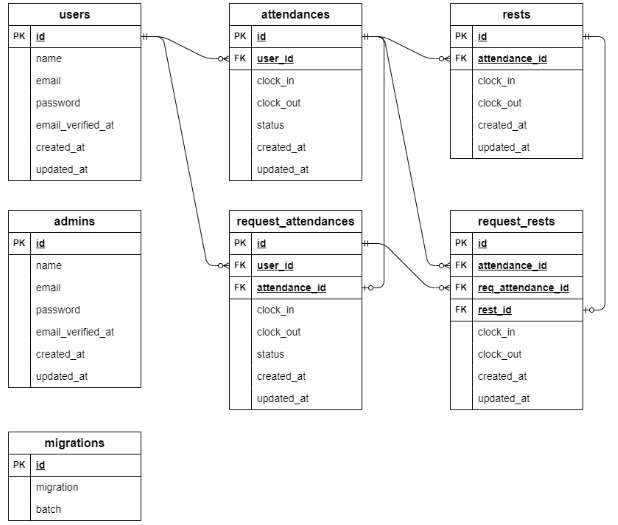 users
PK id
name
email
password
email_verified_at
created_at
updated_at
attendances
PK id
FK user_id
clock_in
clock_out
status
created_at
updated_at
rests
PK id
FK attendance_id
clock_in
clock_out
created_at
updated_at
admins
PK id
name
email
password
email_verified_at
created_at
updated_at
request_attendances
PK id
FK user_id
FK attendance_id
clock_in
clock_out
status
created_at
updated_at
request_rests
PK id
FK attendance_id
FK req_attendance_id
FK rest_id
clock_in
clock_out
created_at
updated_at
migrations
PK id
migration
batch